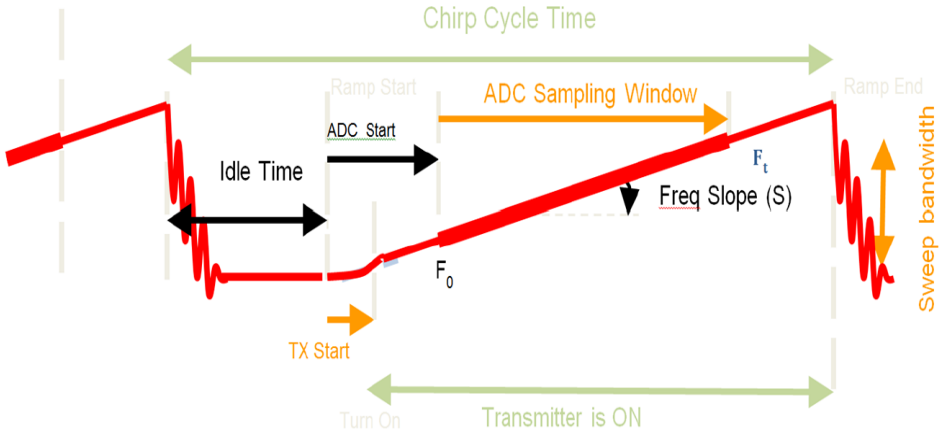 Chirp Cycle Time
Ramp Start
ADC Sampling Window
Ramp End
ADC Start
Idle Time
Ft
Freq Slope (S)
F0
Sweep bandwidth
TX Start
Turn On
Transmitter is ON